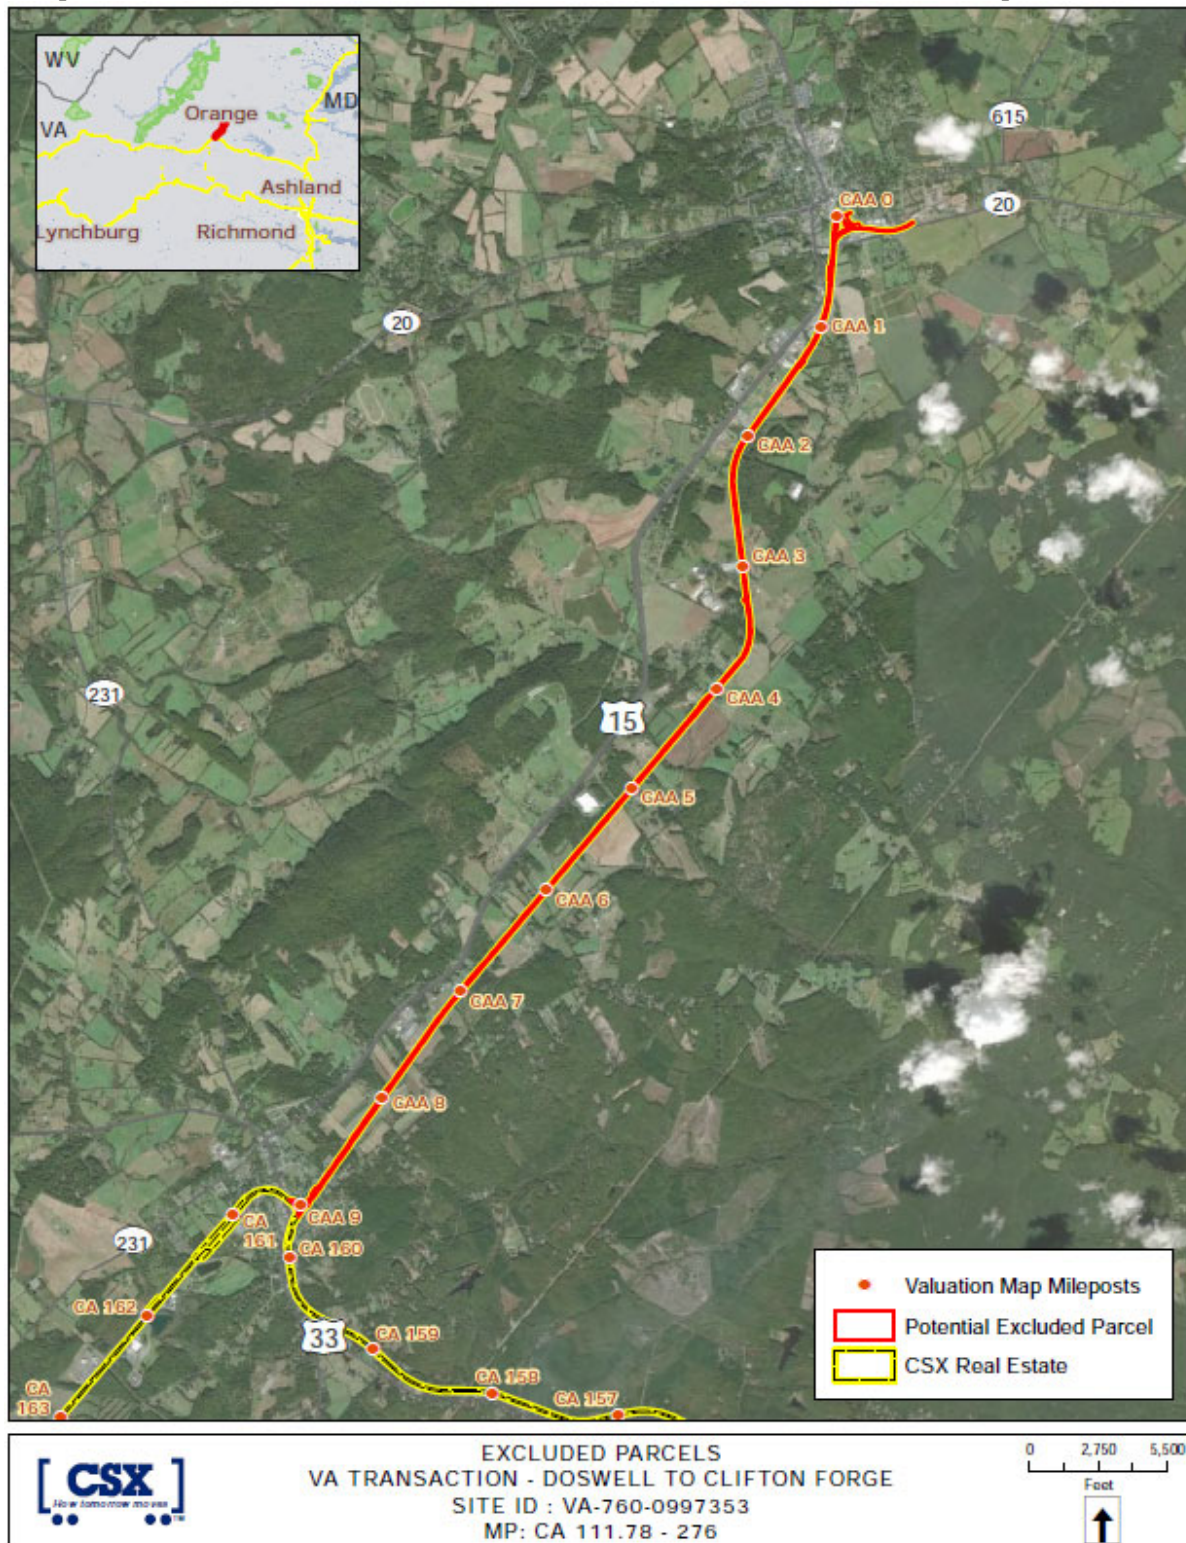 WV
MD
Orange
VA
Ashland
Lynchburg
Richmond
615
CAA 0
20
20
CAA 1
CAA 2
CAA 3
231
CAA 4
15
CAA 5
CAA 6
CAA 7
CAA 8
CAA 9
CA
161
231
CA 160
CA 162
33
CA 159
CA
163
CA 158
CA 157
Valuation Map Mileposts
Potential Excluded Parcel
CSX Real Estate
CSX
How tomorrow moves
TM
EXCLUDED PARCELS
VA TRANSACTION - DOSWELL TO CLIFTON FORGE
SITE ID : VA-760-0997353
MP: CA 111.78 - 276
0 2,750 5,500
Feet